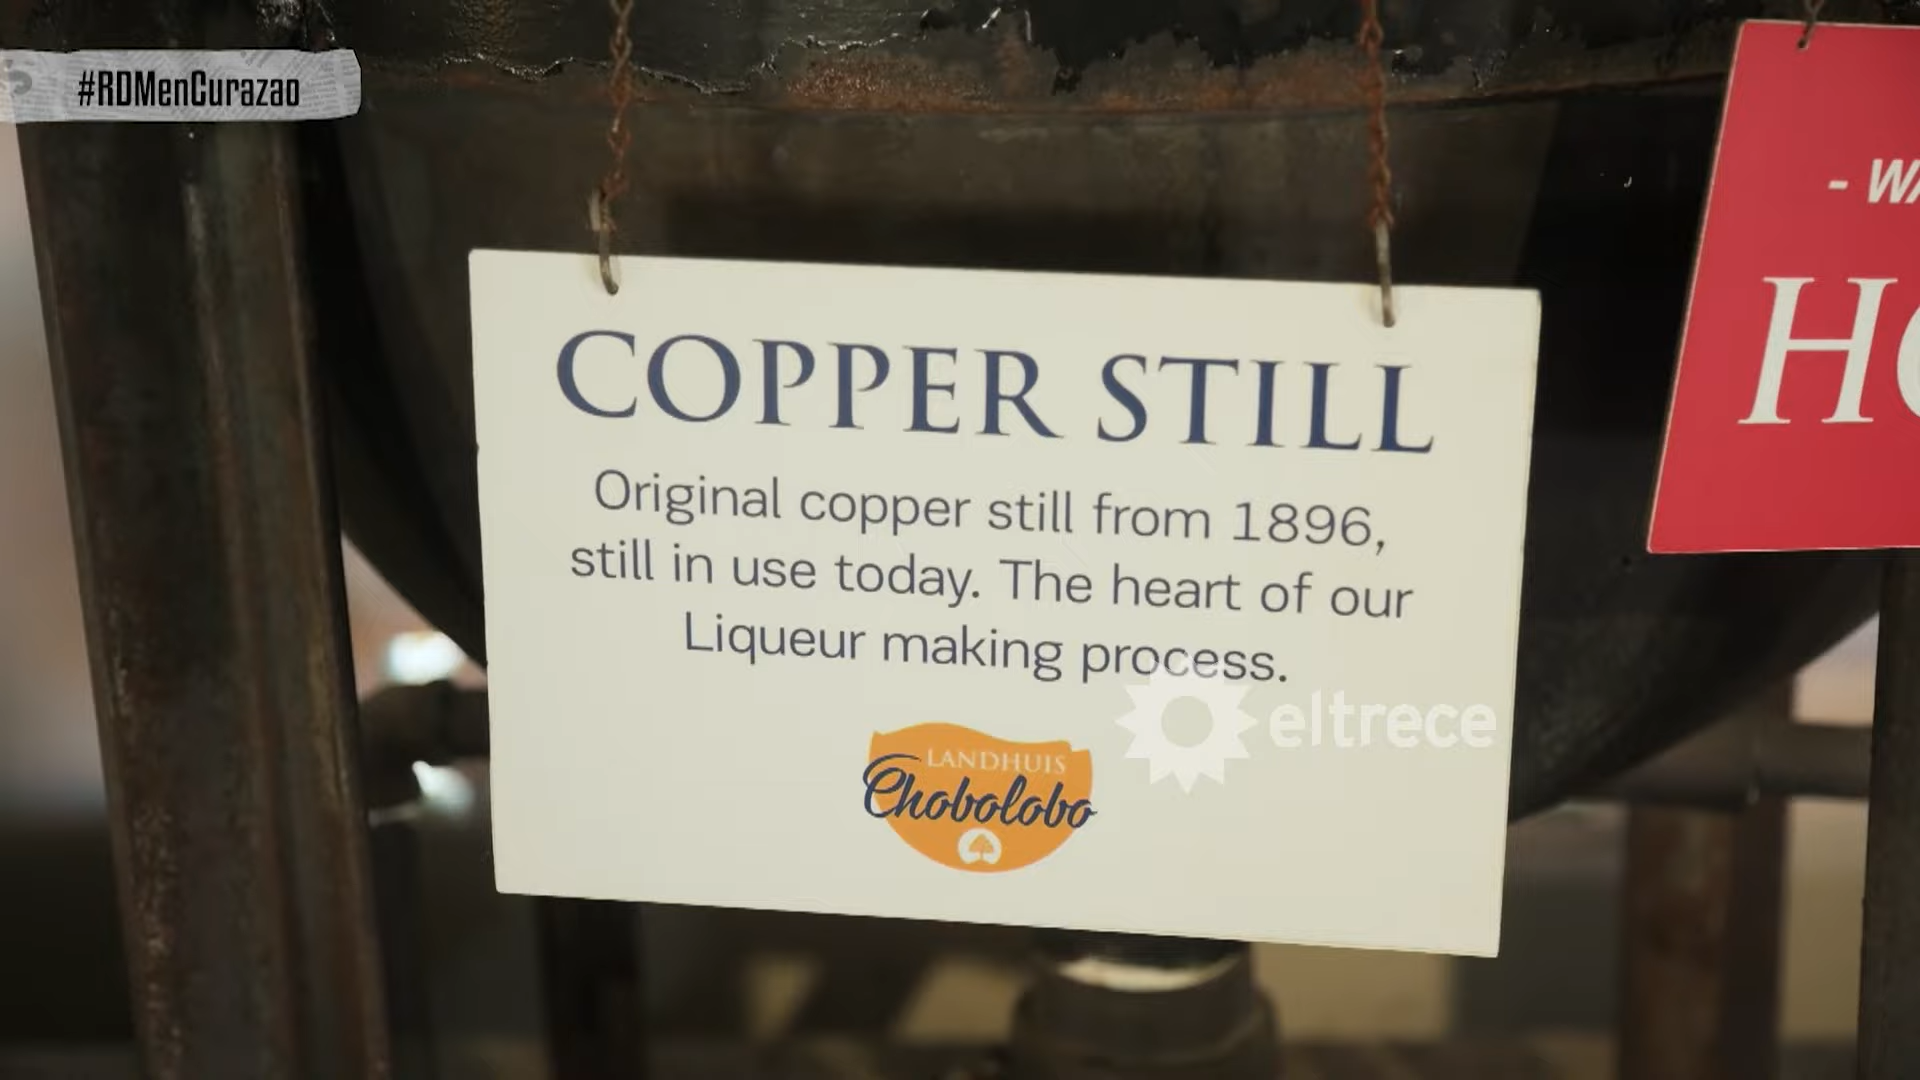 #RDMenCurazao
COPPER STILL
Original copper still from 1896,
still in use today. The heart of our
Liqueur making process.
eltrece
LANDHUIS
Chobolobo